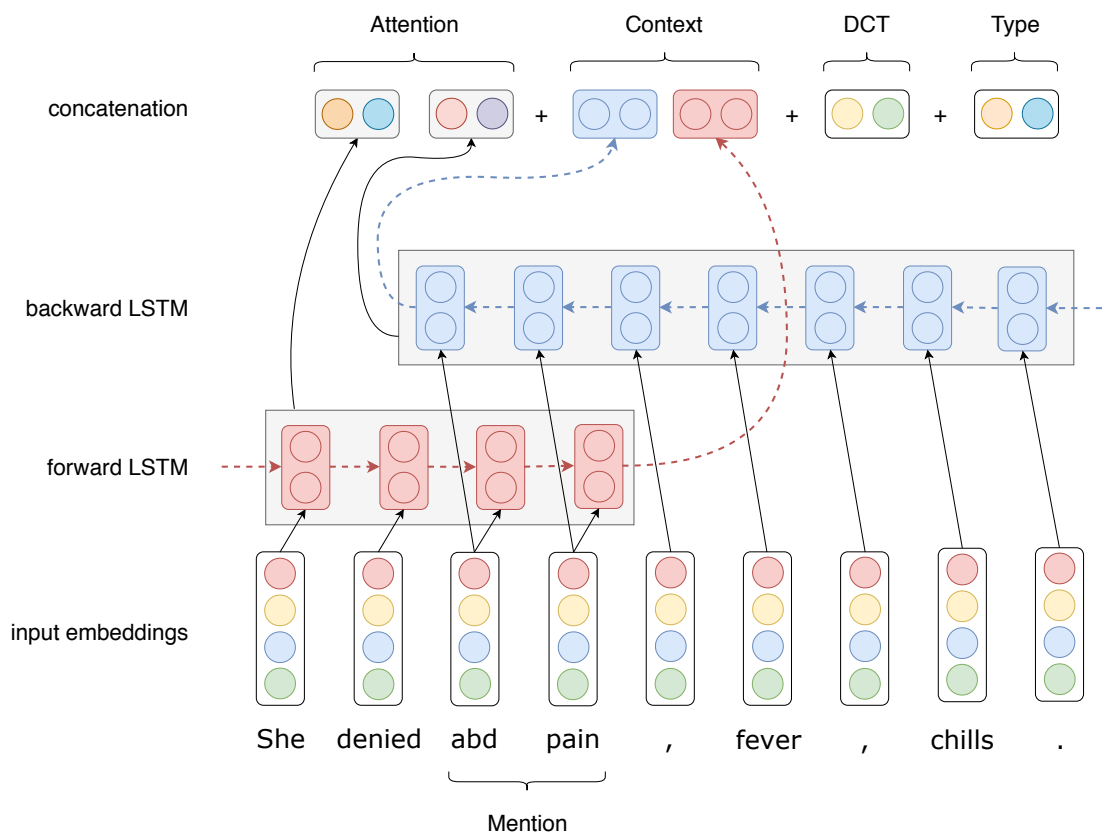 Attention Context DCT Type
concatenation + + +
backward LSTM
forward LSTM
input embeddings
She denied abd pain , fever , chills .
Mention